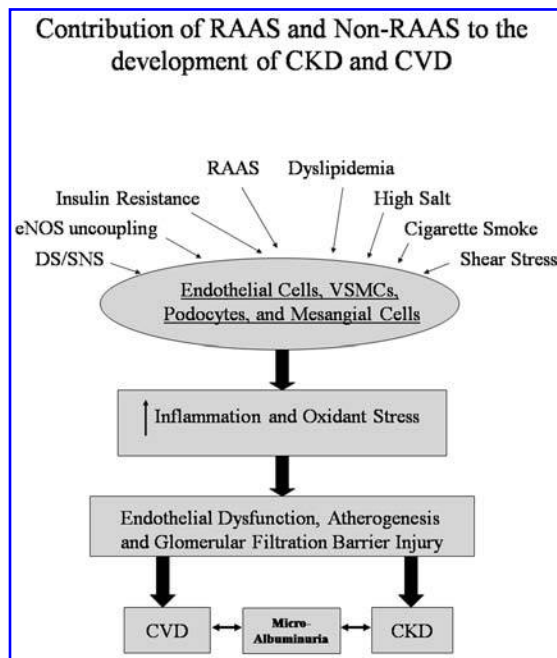 Contribution of RAAS and Non-RAAS to the
development of CKD and CVD
RAAS
Dyslipidemia
Insulin Resistance
High Salt
eNOS uncoupling
Cigarette Smoke
DS/SNS
Shear Stress
Endothelial Cells, VSMCs,
Podocytes, and Mesangial Cells
↑ Inflammation and Oxidant Stress
Endothelial Dysfunction, Atherogenesis
and Glomerular Filtration Barrier Injury
CVD
Micro-
Albuminuria
CKD